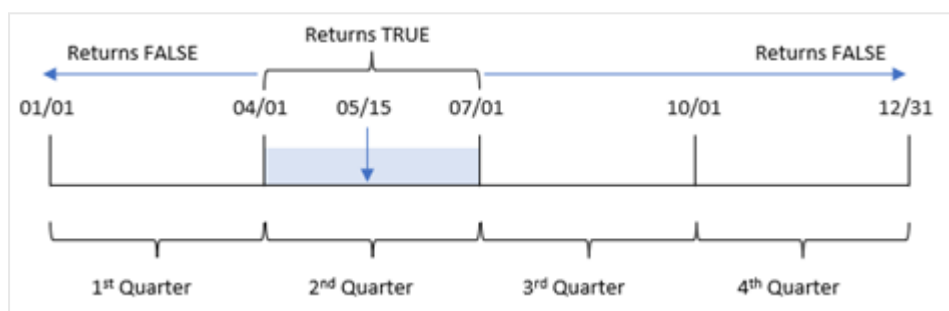 Returns TRUE
Returns FALSE
Returns FALSE
01/01
04/01
05/15
07/01
10/01
12/31
1st Quarter
2nd Quarter
3rd Quarter
4th Quarter